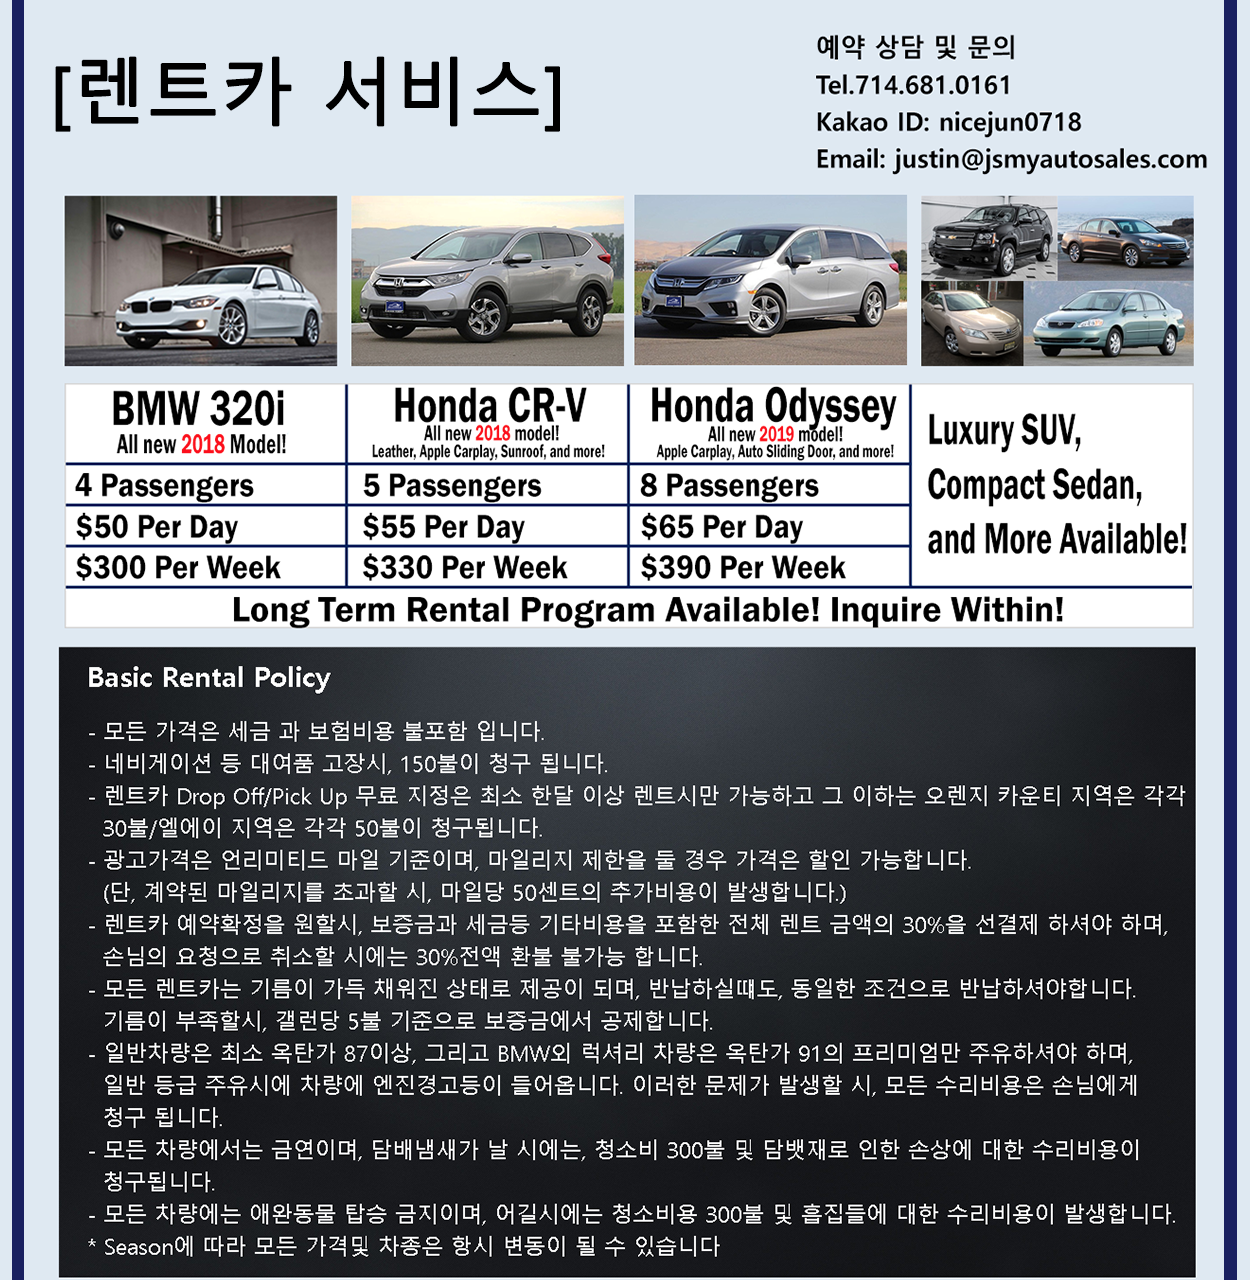 [렌트카 서비스]
예약 상담 및 문의
Tel.714.681.0161
Kakao ID: nicejun0718
Email: justin@jsmyautosales.com
BMW 320i
All new 2018 Model!
Honda CR-V
All new 2018 model!
Leather, Apple Carplay, Sunroof, and more!
Honda Odyssey
All new 2019 model!
Apple Carplay, Auto Sliding Door, and more!
Luxury SUV,
Compact Sedan,
and More Available!
4 Passengers
5 Passengers
8 Passengers
$50 Per Day
$55 Per Day
$65 Per Day
$300 Per Week
$330 Per Week
$390 Per Week
Long Term Rental Program Available! Inquire Within!
Basic Rental Policy
- 모든 가격은 세금 과 보험비용 불포함 입니다.
- 네비게이션 등 대여품 고장시, 150불이 청구 됩니다.
- 렌트카 Drop Off/Pick Up 무료 지정은 최소 한달 이상 렌트시만 가능하고 그 이하는 오렌지 카운티 지역은 각각
30불/엘에이 지역은 각각 50불이 청구됩니다.
- 광고가격은 언리미티드 마일 기준이며, 마일리지 제한을 둘 경우 가격은 할인 가능합니다.
(단, 계약된 마일리지를 초과할 시, 마일당 50센트의 추가비용이 발생합니다.)
- 렌트카 예약확정을 원할시, 보증금과 세금등 기타비용을 포함한 전체 렌트 금액의 30%을 선결제 하셔야 하며,
손님의 요청으로 취소할 시에는 30%전액 환불 불가능 합니다.
- 모든 렌트카는 기름이 가득 채워진 상태로 제공이 되며, 반납하실떄도, 동일한 조건으로 반납하셔야합니다.
기름이 부족할시, 갤런당 5불 기준으로 보증금에서 공제합니다.
- 일반차량은 최소 옥탄가 87이상, 그리고 BMW외 럭셔리 차량은 옥탄가 91의 프리미엄만 주유하셔야 하며,
일반 등급 주유시에 차량에 엔진경고등이 들어옵니다. 이러한 문제가 발생할 시, 모든 수리비용은 손님에게
청구 됩니다.
- 모든 차량에서는 금연이며, 담배냄새가 날 시에는, 청소비 300불 및 담뱃재로 인한 손상에 대한 수리비용이
청구됩니다.
- 모든 차량에는 애완동물 탑승 금지이며, 어길시에는 청소비용 300불 및 흡집들에 대한 수리비용이 발생합니다.
* Season에 따라 모든 가격및 차종은 항시 변동이 될 수 있습니다